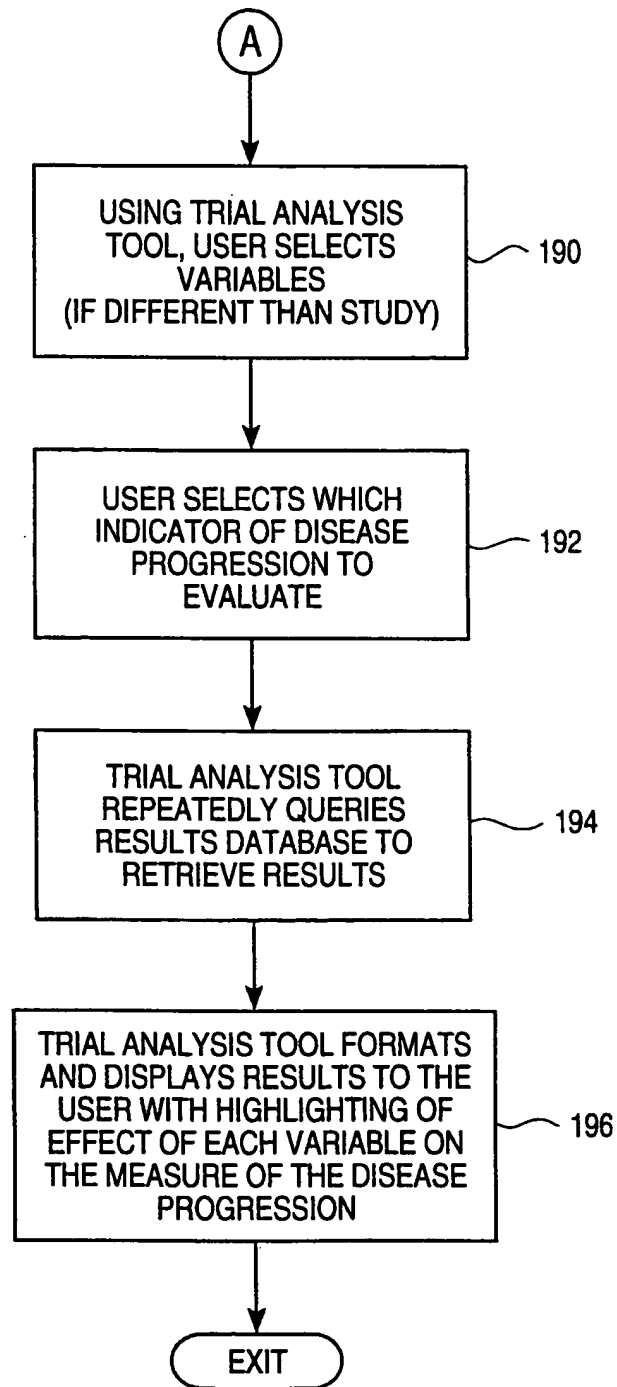 A
USING TRIAL ANALYSIS
TOOL, USER SELECTS
VARIABLES
(IF DIFFERENT THAN STUDY)
190
USER SELECTS WHICH
INDICATOR OF DISEASE
PROGRESSION TO
EVALUATE
192
TRIAL ANALYSIS TOOL
REPEATEDLY QUERIES
RESULTS DATABASE TO
RETRIEVE RESULTS
194
TRIAL ANALYSIS TOOL FORMATS
AND DISPLAYS RESULTS TO THE
USER WITH HIGHLIGHTING OF
EFFECT OF EACH VARIABLE ON
THE MEASURE OF THE DISEASE
PROGRESSION
196
EXIT